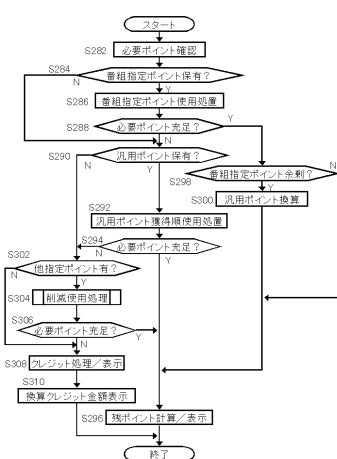 スタート
S282 必要ポイント確認
S284 番組指定ポイント保有？
N
Y
S286 番組指定ポイント使用処置
S288 必要ポイント充足？
Y
N
S290 汎用ポイント保有？
N
Y
S298 番組指定ポイント余剰？
N
Y
S300 汎用ポイント換算
S292 汎用ポイント獲得順使用処置
S294 必要ポイント充足？
N
Y
S302 他指定ポイント有？
N
Y
S304 削減使用処理
S306 必要ポイント充足？
Y
N
S308 クレジット処理／表示
S310 換算クレジット金額表示
S296 残ポイント計算／表示
終了